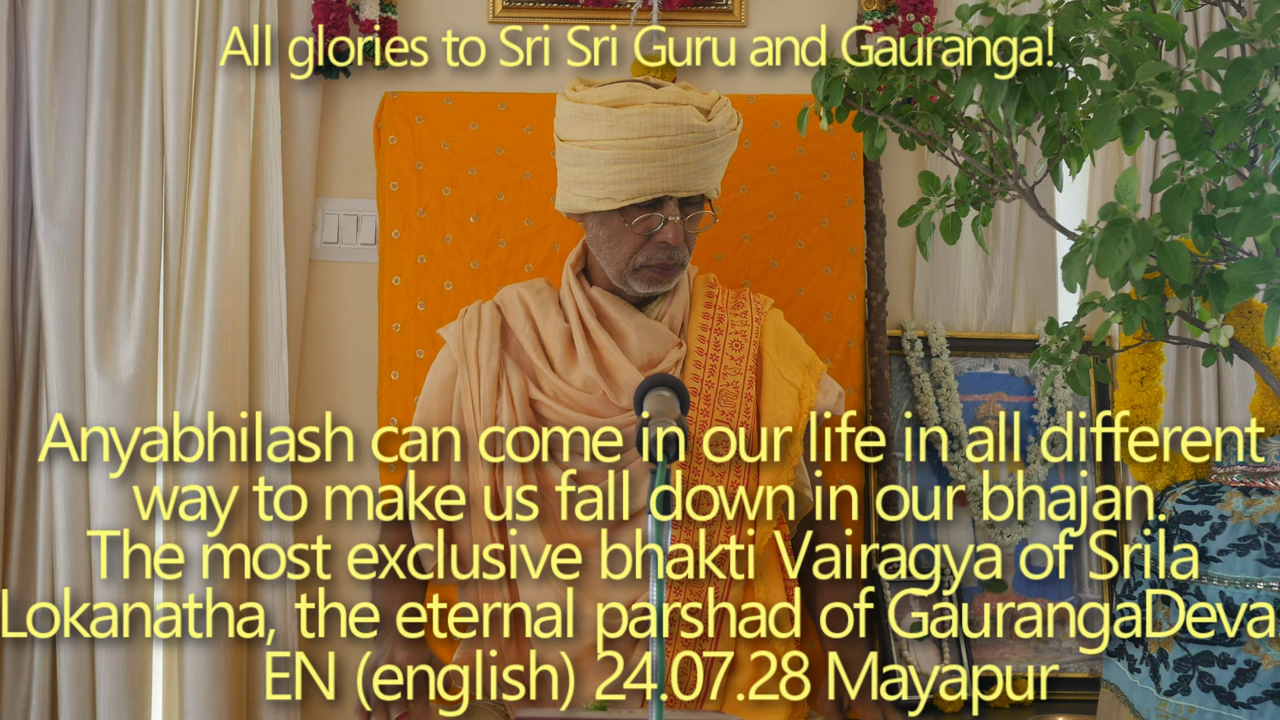 All glories to Sri Sri Guru and Gauranga!
Anyabhilash can come in our life in all different
way to make us fall down in our bhajan.
The most exclusive bhakti Vairagya of Srila
Lokanatha, the eternal parshad of GaurangaDeva
EN (english) 24.07.28 Mayapur